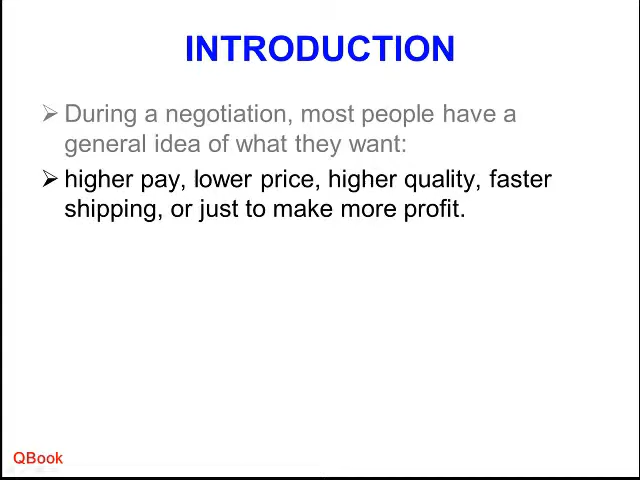 INTRODUCTION
➢ During a negotiation, most people have a
general idea of what they want:
➢ higher pay, lower price, higher quality, faster
shipping, or just to make more profit.
QBook